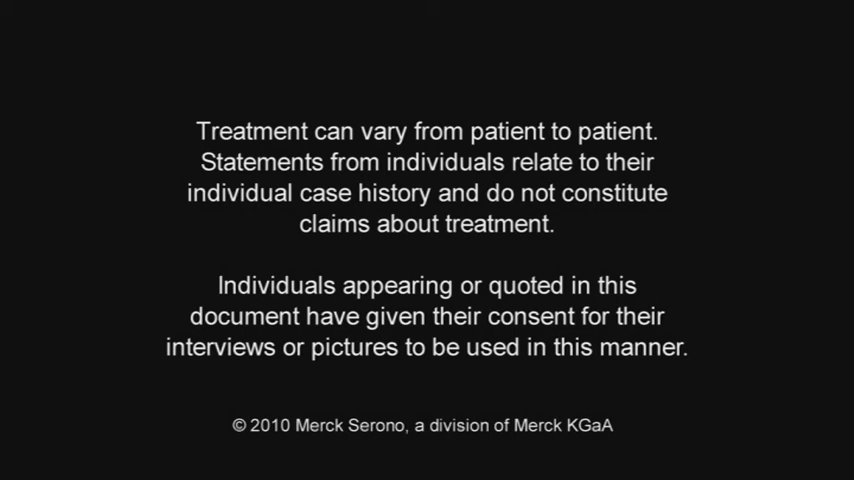 Treatment can vary from patient to patient.
Statements from individuals relate to their
individual case history and do not constitute
claims about treatment.
Individuals appearing or quoted in this
document have given their consent for their
interviews or pictures to be used in this manner.
© 2010 Merck Serono, a division of Merck KGaA